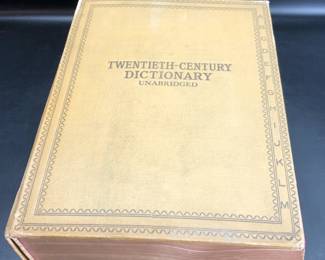 TWENTIETH-CENTURY
DICTIONARY
UNABRIDGED
H
I
J
K
L
M